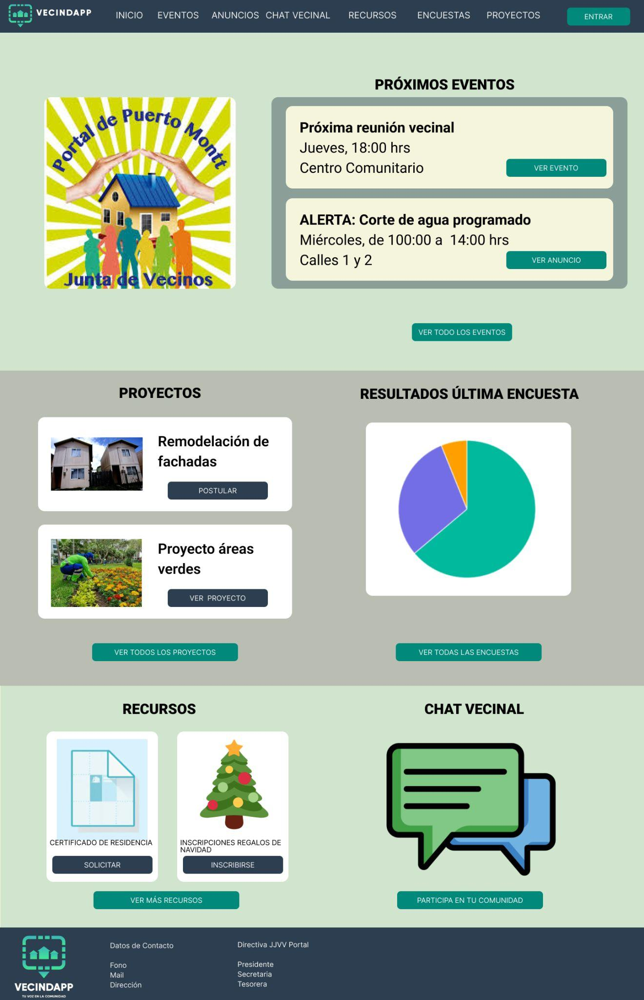 VECINDAPP
INICIO EVENTOS ANUNCIOS CHAT VECINAL RECURSOS ENCUESTAS PROYECTOS ENTRAR
Portal de Puerto Montt
Junta de Vecinos
PRÓXIMOS EVENTOS
Próxima reunión vecinal
Jueves, 18:00 hrs
Centro Comunitario
VER EVENTO
ALERTA: Corte de agua programado
Miércoles, de 100:00 a  14:00 hrs
Calles 1 y 2
VER ANUNCIO
VER TODO LOS EVENTOS
PROYECTOS
Remodelación de
fachadas
POSTULAR
Proyecto áreas
verdes
VER  PROYECTO
VER TODOS LOS PROYECTOS
RESULTADOS ÚLTIMA ENCUESTA
VER TODAS LAS ENCUESTAS
RECURSOS
CERTIFICADO DE RESIDENCIA
SOLICITAR
INSCRIPCIONES REGALOS DE
NAVIDAD
INSCRIBIRSE
VER MÁS RECURSOS
CHAT VECINAL
PARTICIPA EN TU COMUNIDAD
VECINDAPP
TU VOZ EN LA COMUNIDAD
Datos de Contacto
Fono
Mail
Dirección
Directiva JJVV Portal
Presidente
Secretaria
Tesorera